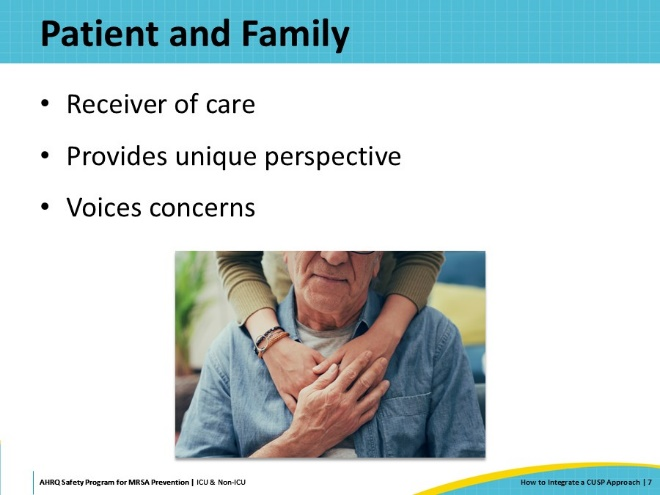 Patient and Family
• Receiver of care
• Provides unique perspective
• Voices concerns
AHRQ Safety Program for MRSA Prevention | ICU & Non-ICU
How to Integrate a CUSP Approach | 7